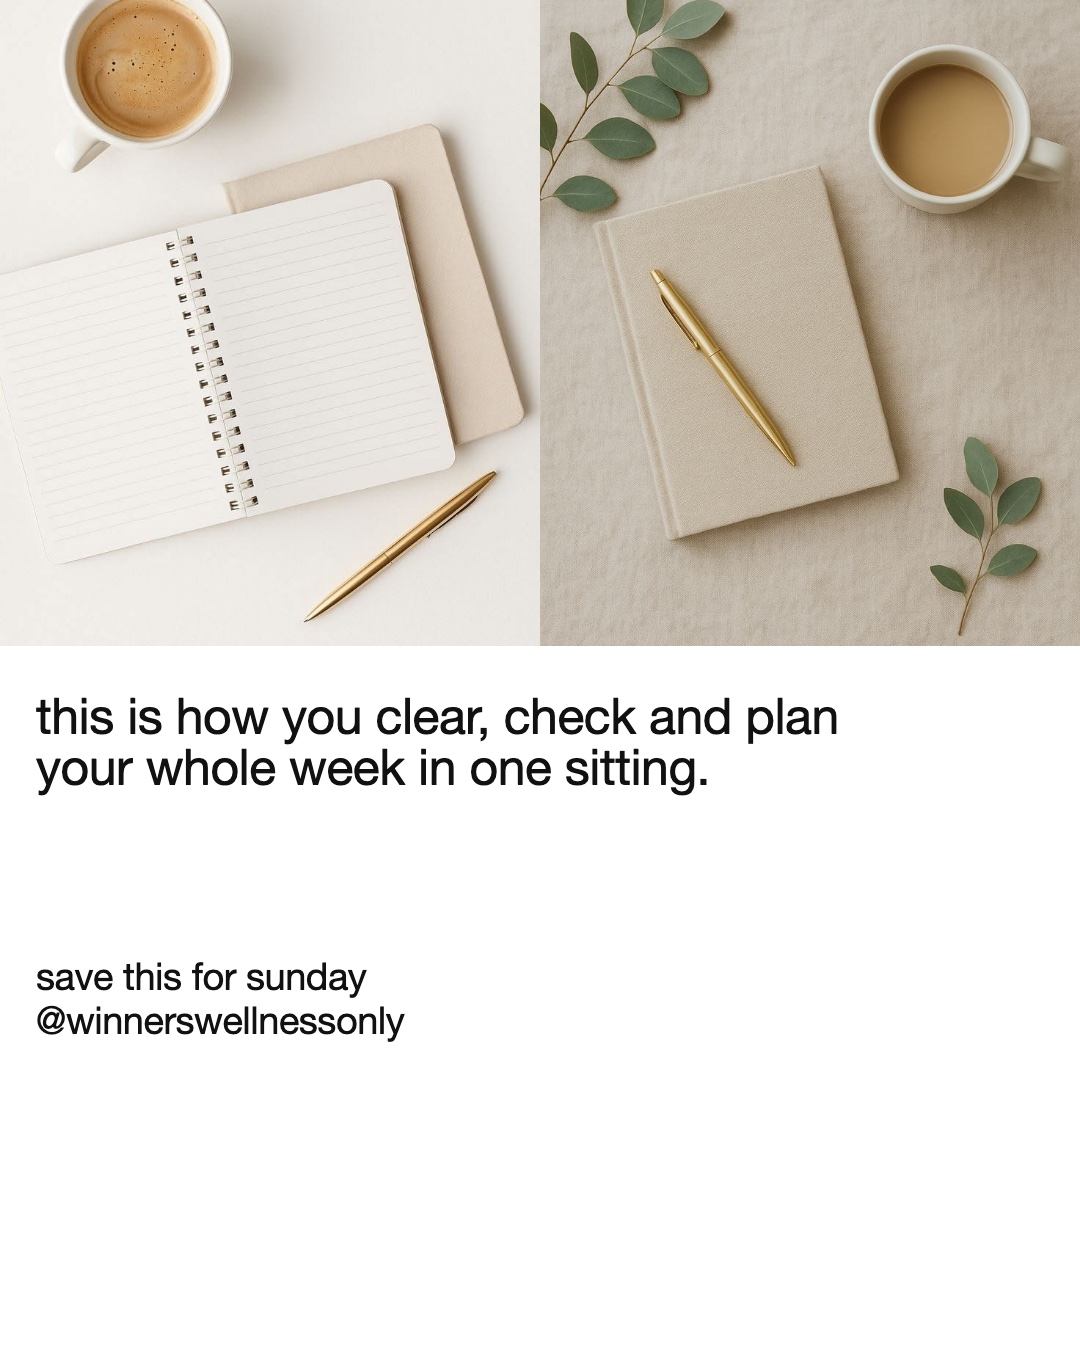 this is how you clear, check and plan
your whole week in one sitting.
save this for sunday
@winnerswellnessonly